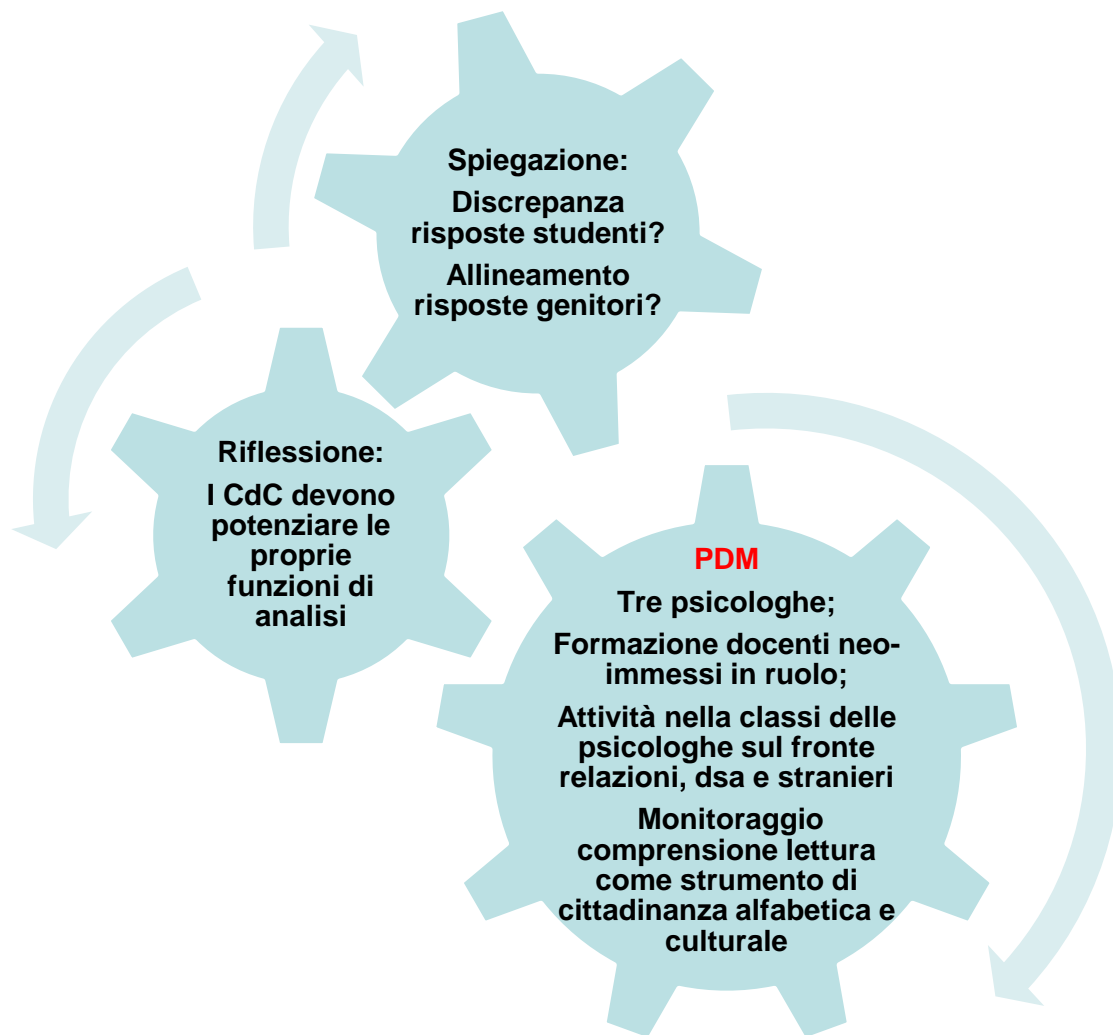 Spiegazione:
Discrepanza
risposte studenti?
Allineamento
risposte genitori?
Riflessione:
I CdC devono
potenziare le
proprie
funzioni di
analisi
PDM
Tre psicologhe;
Formazione docenti neo-
immessi in ruolo;
Attività nella classi delle
psicologhe sul fronte
relazioni, dsa e stranieri
Monitoraggio
comprensione lettura
come strumento di
cittadinanza alfabetica e
culturale